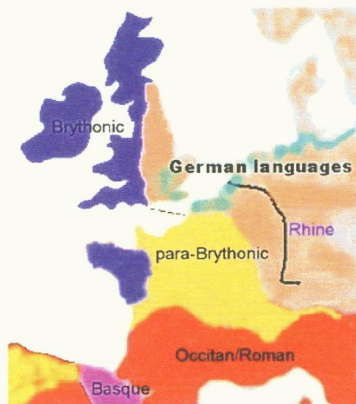 Brythonic
German languages
Rhine
para-Brythonic
Occitan/Roman
Basque